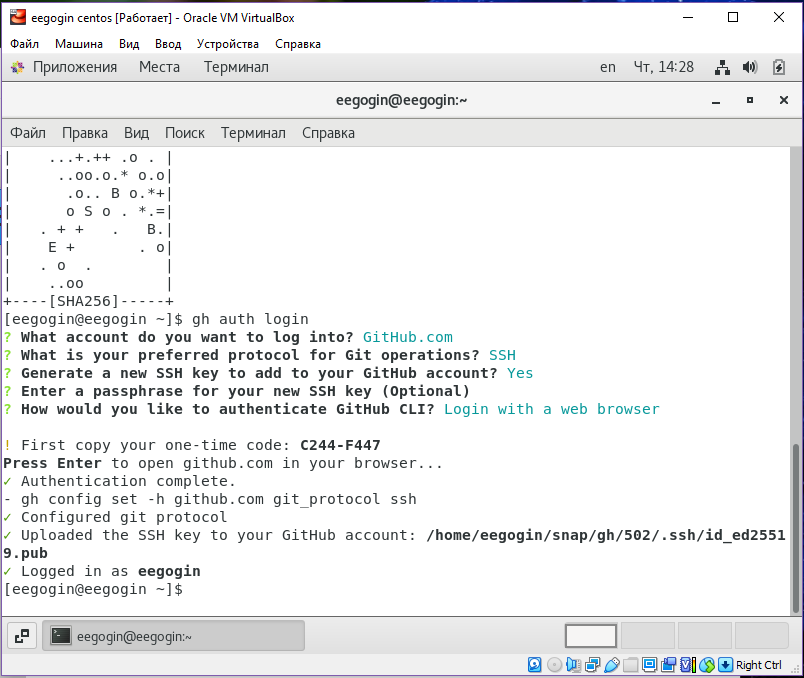 eegogin centos [Работает] - Oracle VM VirtualBox
Файл Машина Вид Ввод Устройства Справка
Приложения Места Терминал en Чт, 14:28
eegogin@eegogin:~
Файл Правка Вид Поиск Терминал Справка
|    ...+.++ .o . |
|     ..oo.o.* o.o|
|      .o.. B o.*+|
|      o S o . *.=|
|   . + +   .   B.|
|    E +       . o|
|   . o  .        |
|    ..oo         |
+----[SHA256]-----+
[eegogin@eegogin ~]$ gh auth login
? What account do you want to log into? GitHub.com
? What is your preferred protocol for Git operations? SSH
? Generate a new SSH key to add to your GitHub account? Yes
? Enter a passphrase for your new SSH key (Optional)
? How would you like to authenticate GitHub CLI? Login with a web browser
! First copy your one-time code: C244-F447
Press Enter to open github.com in your browser...
✓ Authentication complete.
- gh config set -h github.com git_protocol ssh
✓ Configured git protocol
✓ Uploaded the SSH key to your GitHub account: /home/eegogin/snap/gh/502/.ssh/id_ed2551
9.pub
✓ Logged in as eegogin
[eegogin@eegogin ~]$
eegogin@eegogin:~
Right Ctrl